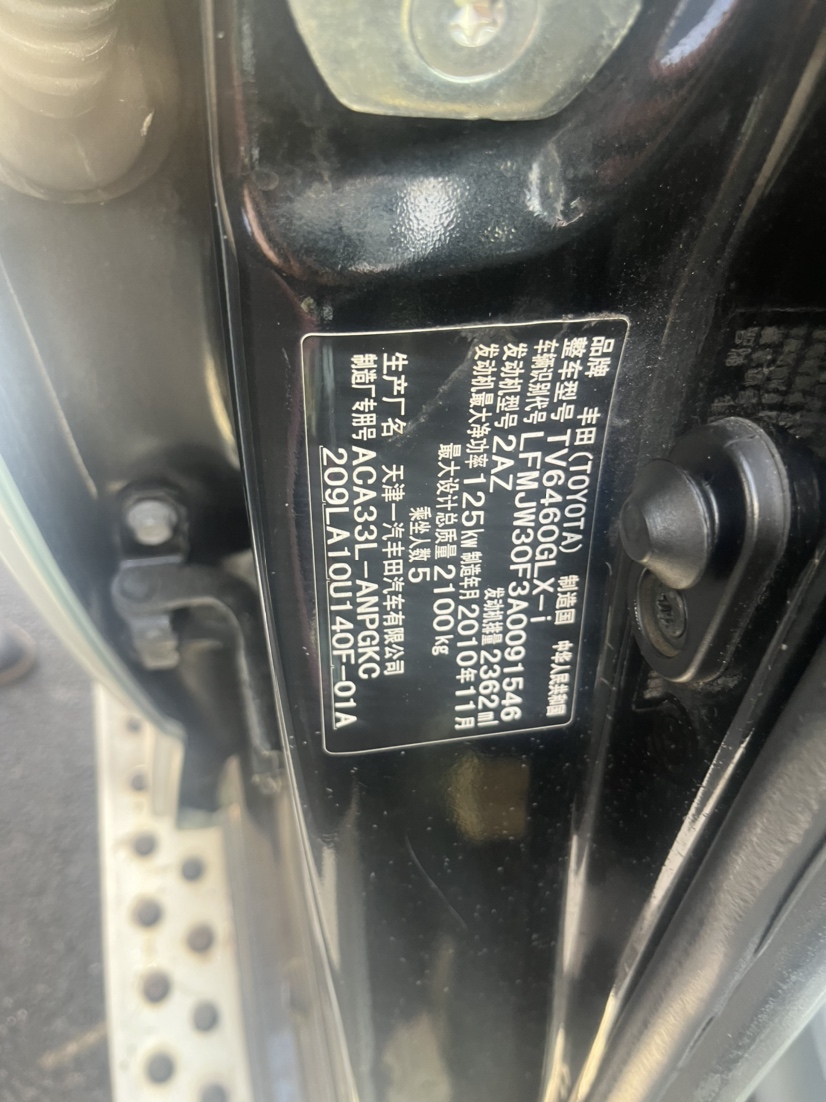 品牌 丰田(TOYOTA) 制造国 中华人民共和国
整车型号 TV6460GLX-i
车辆识别代号 LFMJW30F3A0091546
发动机型号 2AZ 发动机排量 2362ml
发动机最大净功率 125kw 制造年月 2010年11月
最大设计总质量 2100kg
乘坐人数 5
生产厂名 天津一汽丰田汽车有限公司
制造厂专用号 ACA33L-ANPGKC
209LA10U140F-01A